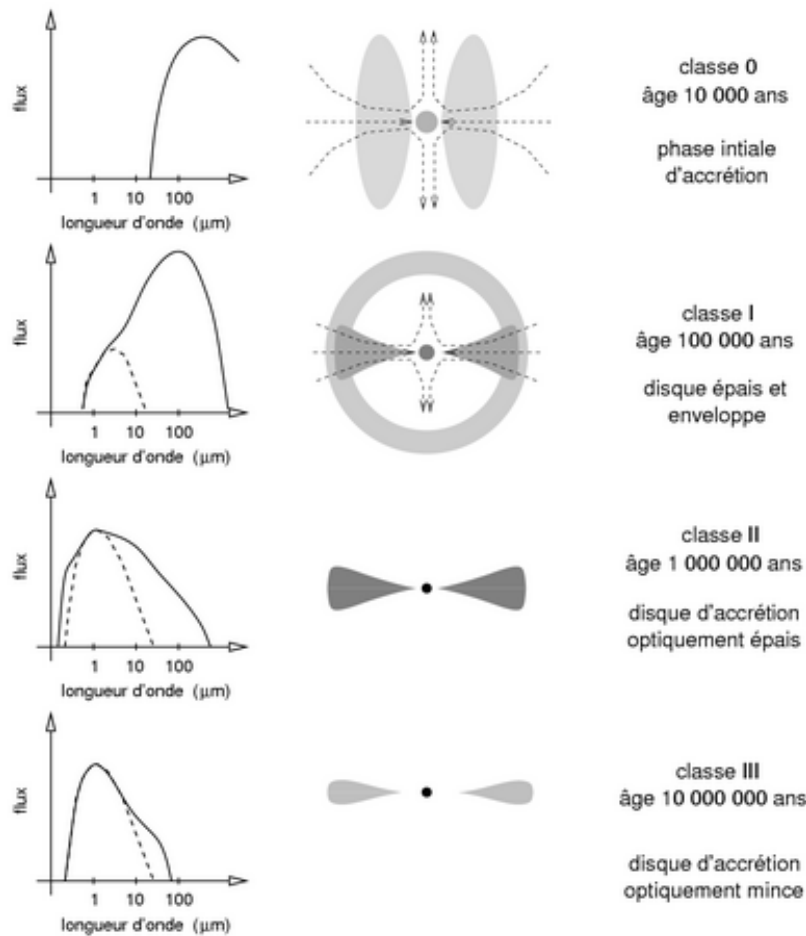 flux
1 10 100
longueur d'onde (μm)
classe 0
âge 10 000 ans
phase intiale
d'accrétion
flux
1 10 100
longueur d'onde (μm)
classe I
âge 100 000 ans
disque épais et
enveloppe
flux
1 10 100
longueur d'onde (μm)
classe II
âge 1 000 000 ans
disque d'accrétion
optiquement épais
flux
1 10 100
longueur d'onde (μm)
classe III
âge 10 000 000 ans
disque d'accrétion
optiquement mince